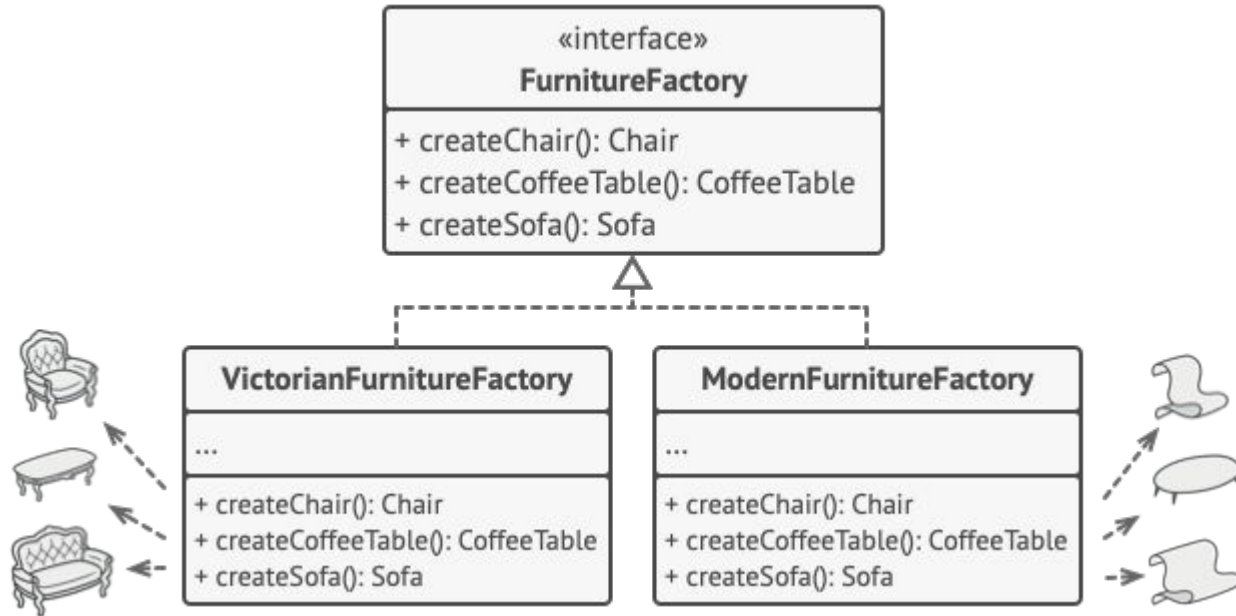 «interface»
FurnitureFactory
+ createChair(): Chair
+ createCoffeeTable(): CoffeeTable
+ createSofa(): Sofa
VictorianFurnitureFactory
...
+ createChair(): Chair
+ createCoffeeTable(): CoffeeTable
+ createSofa(): Sofa
ModernFurnitureFactory
...
+ createChair(): Chair
+ createCoffeeTable(): CoffeeTable
+ createSofa(): Sofa